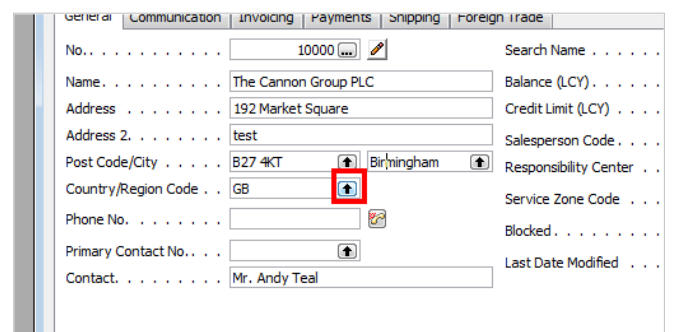 General Communication Invoicing Payments Shipping Foreign Trade
No.. . . . . . . . . . . . 10000 ... Search Name . . . . . .
Name. . . . . . . . . . The Cannon Group PLC Balance (LCY). . . . .
Address . . . . . . . . 192 Market Square Credit Limit (LCY) . . . .
Address 2. . . . . . . . test Salesperson Code. . . .
Post Code/City . . . . . B27 4KT Birmingham Responsibility Center . .
Country/Region Code . . GB Service Zone Code . . .
Phone No. . . . . . . . Blocked. . . . . . . . .
Primary Contact No.. . . Last Date Modified . . .
Contact. . . . . . . . . Mr. Andy Teal